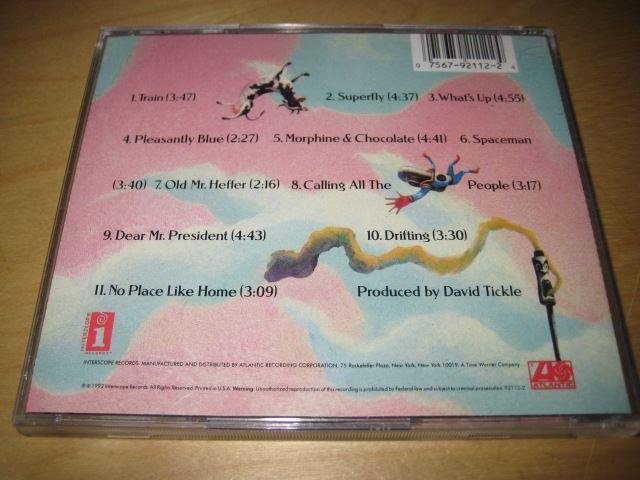 0 7567-92112-2 4
1. Train (3:47) 2. Superfly (4:37) 3. What's Up (4:55)
4. Pleasantly Blue (2:27) 5. Morphine & Chocolate (4:41) 6. Spaceman
(3:40) 7. Old Mr. Heffer (2:16) 8. Calling All The People (3:17)
9. Dear Mr. President (4:43) 10. Drifting (3:30)
11. No Place Like Home (3:09) Produced by David Tickle
INTERSCOPE
RECORDS
i
INTERSCOPE RECORDS. MANUFACTURED AND DISTRIBUTED BY ATLANTIC RECORDING CORPORATION, 75 Rockefeller Plaza, New York, New York 10019. A Time Warner Company.
ATLANTIC
℗ © 1992 Interscope Records. All Rights Reserved. Printed in U.S.A. Warning: Unauthorized reproduction of this recording is prohibited by Federal law and subject to criminal prosecution. 92112-2